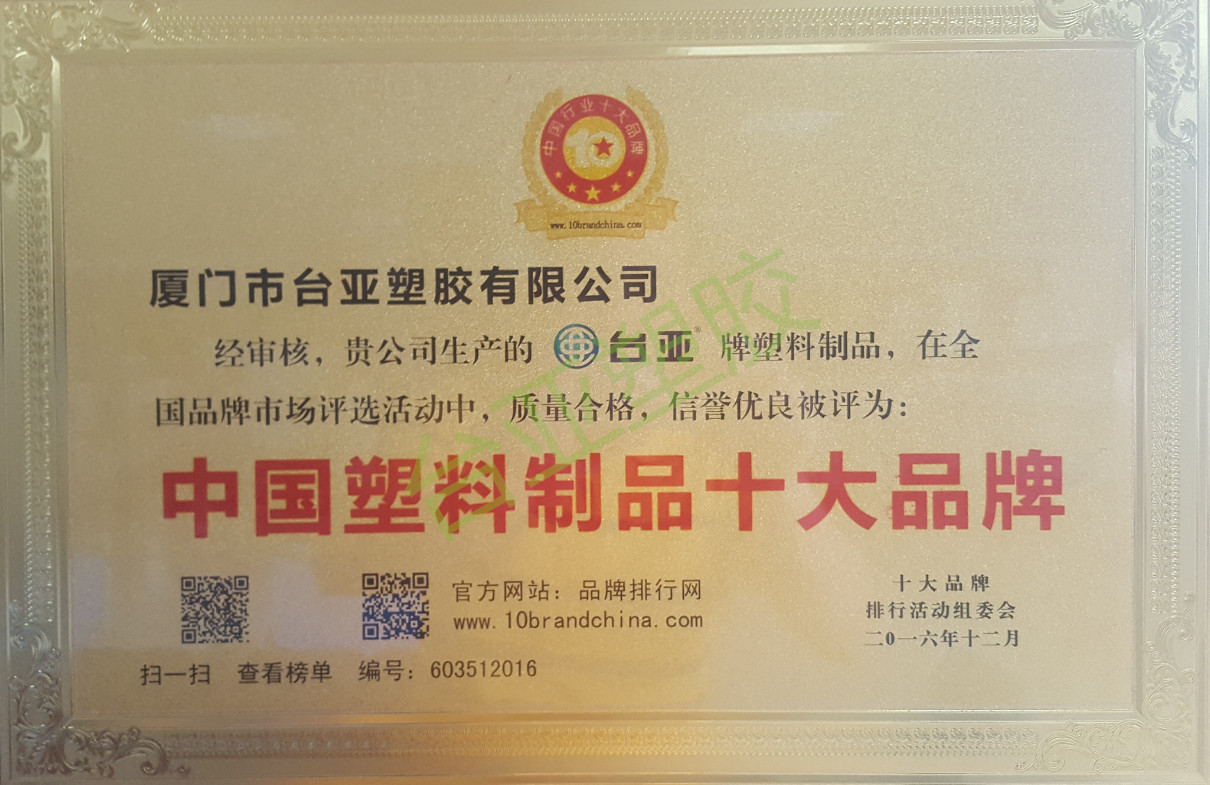 中国行业十大品牌
10
www.10brandchina.com
厦门市台亚塑胶有限公司
经审核，贵公司生产的 台亚® 牌塑料制品，在全
国品牌市场评选活动中，质量合格，信誉优良被评为：
台亚塑胶
中国塑料制品十大品牌
官方网站：品牌排行网
www.10brandchina.com
扫一扫 查看榜单 编号：603512016
十大品牌
排行活动组委会
二〇一六年十二月